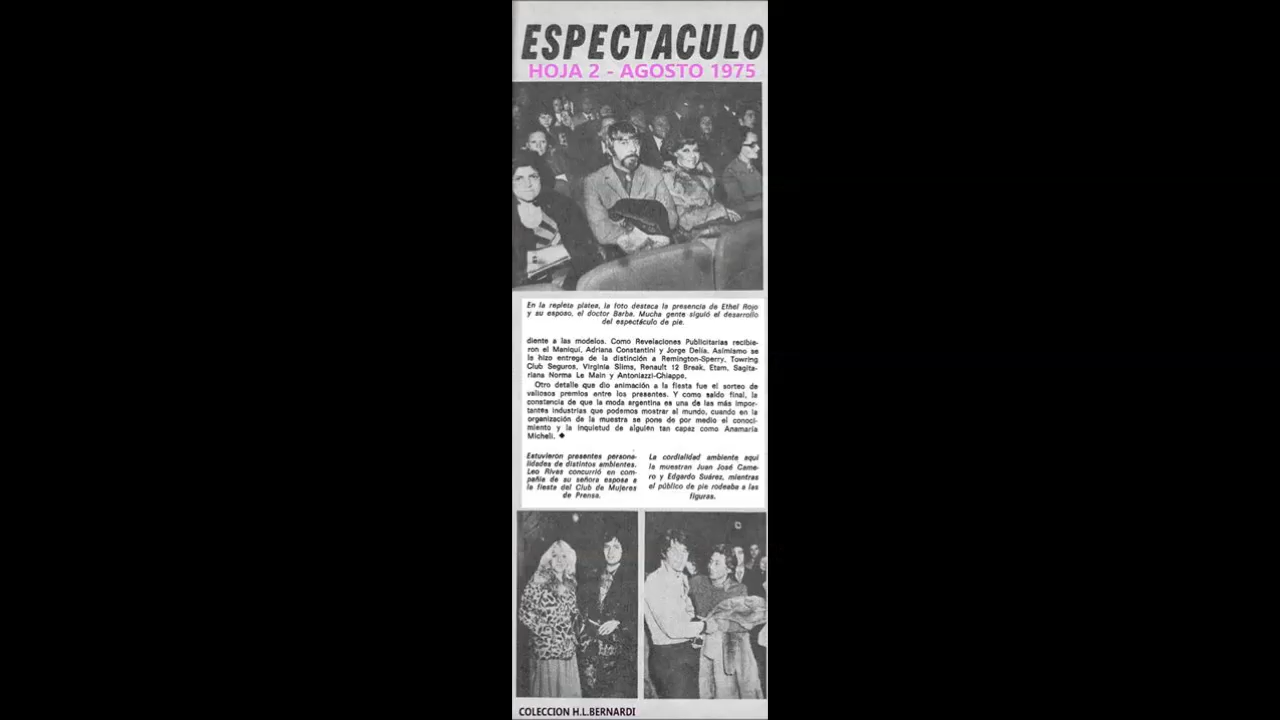 ESPECTACULO
HOJA 2 - AGOSTO 1975
En la repleta platea, la foto destaca la presencia de Ethel Rojo
y su esposo, el doctor Barba. Mucha gente siguió el desarrollo
del espectáculo de pie.
diente a las modelos. Como Revelaciones Publicitarias recibie-
ron el Maniquí, Adriana Constantini y Jorge Delía. Asimismo se
le hizo entrega de la distinción a Remington-Sperry, Towring
Club Seguros, Virginia Slims, Renault 12 Break, Etam, Sagita-
rians Norma Le Main y Antoniazzi-Chiappe.
Otro detalle que dio animación a la fiesta fue el sorteo de
valiosos premios entre los presentes. Y como saldo final, la
constancia de que la moda argentina es una de las más impor-
tantes industrias que podemos mostrar al mundo, cuando en la
organización de la muestra se pone de por medio el conoci-
miento y la inquietud de alguien tan capaz como Anamaría
Micheli. ◆
Estuvieron presentes persona-
lidades de distintos ambientes.
Leo Rivas concurrió en com-
pañía de su señora esposa a
la fiesta del Club de Mujeres
de Prensa.
La cordialidad ambiente aquí
la muestran Juan José Came-
ro y Edgardo Suárez, mientras
el público de pie rodeaba a las
figuras.
COLECCION H.L.BERNARDI